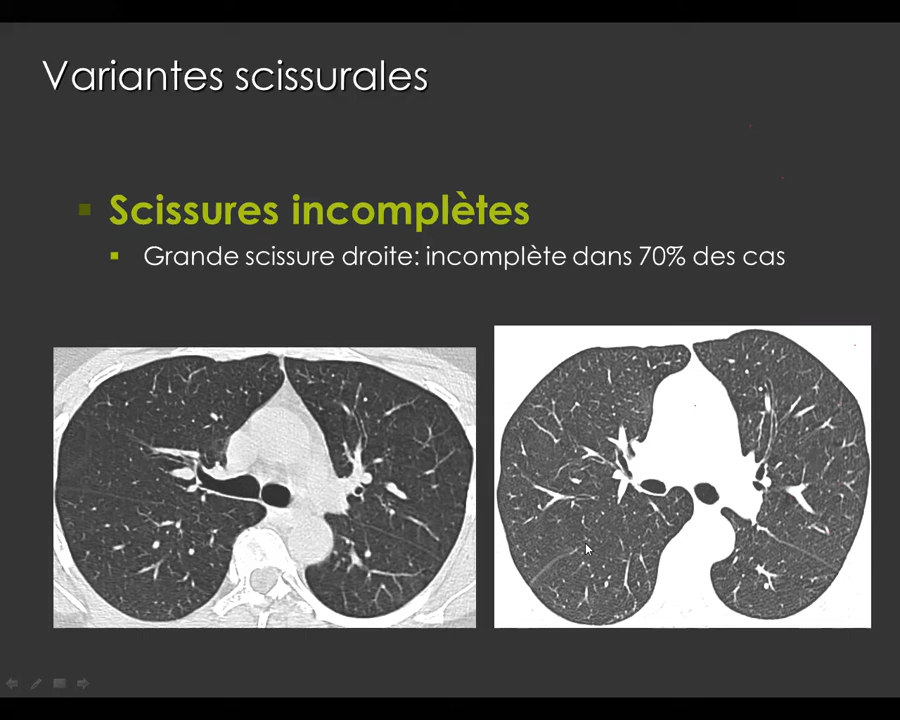 Variantes scissurales
Scissures incomplètes
Grande scissure droite: incomplète dans 70% des cas